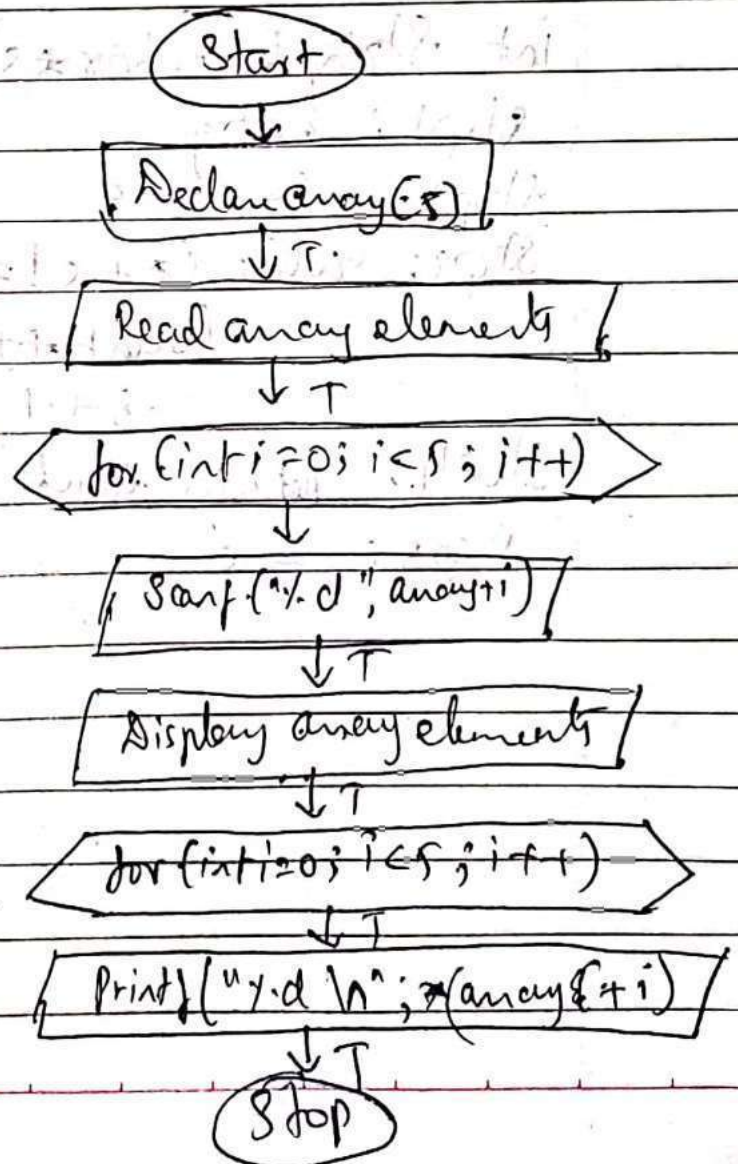 Start
Declare array(5)
T
Read array elements
T
for (int i=0; i<5; i++)
Scanf("%d", array+i)
T
Display array elements
T
for (int i=0; i<5; i++)
T
Printf("%d \n"; *(array + i)
T
Stop